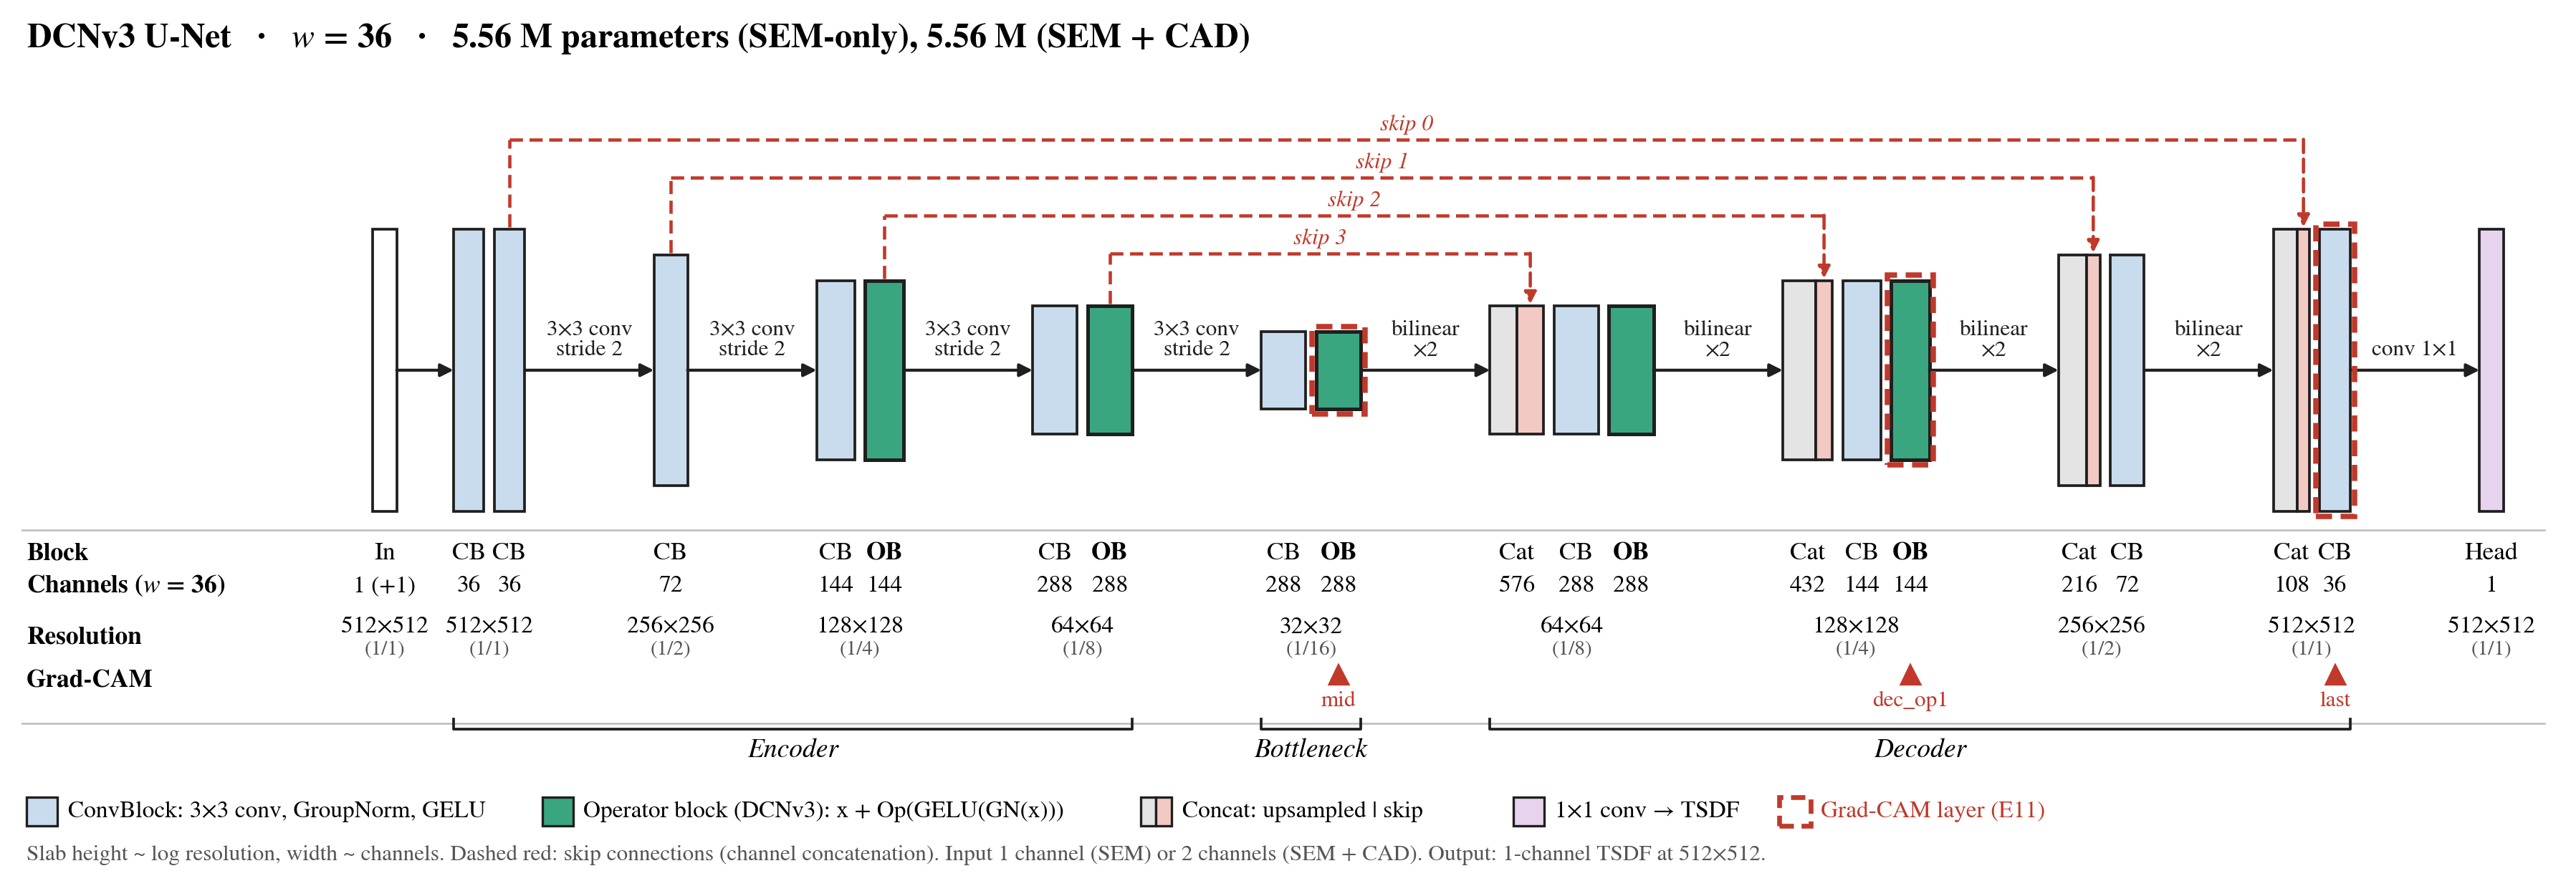 DCNv3 U-Net · w = 36 · 5.56 M parameters (SEM-only), 5.56 M (SEM + CAD)
skip 0
skip 1
skip 2
skip 3
3×3 conv
stride 2
3×3 conv
stride 2
3×3 conv
stride 2
3×3 conv
stride 2
bilinear
×2
bilinear
×2
bilinear
×2
bilinear
×2
conv 1×1
Block In CB CB CB CB OB CB OB CB OB Cat CB OB Cat CB OB Cat CB Cat CB Head
Channels (w = 36) 1 (+1) 36 36 72 144 144 288 288 288 288 576 288 288 432 144 144 216 72 108 36 1
Resolution 512×512 512×512 256×256 128×128 64×64 32×32 64×64 128×128 256×256 512×512 512×512
(1/1) (1/1) (1/2) (1/4) (1/8) (1/16) (1/8) (1/4) (1/2) (1/1) (1/1)
Grad-CAM
mid dec_op1 last
Encoder Bottleneck Decoder
ConvBlock: 3×3 conv, GroupNorm, GELU Operator block (DCNv3): x + Op(GELU(GN(x))) Concat: upsampled | skip 1×1 conv → TSDF Grad-CAM layer (E11)
Slab height ~ log resolution, width ~ channels. Dashed red: skip connections (channel concatenation). Input 1 channel (SEM) or 2 channels (SEM + CAD). Output: 1-channel TSDF at 512×512.